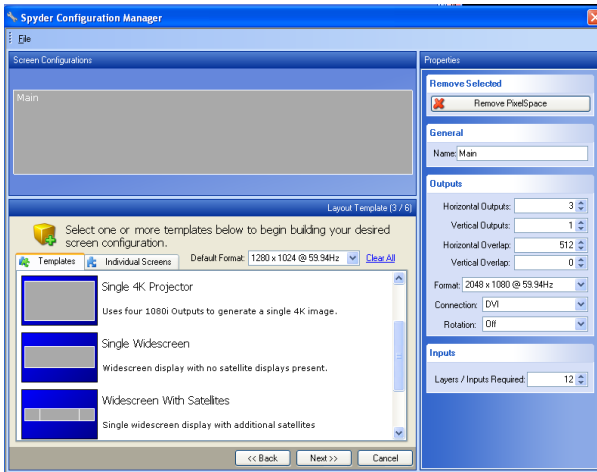 Spyder Configuration Manager
File
Screen Configurations
Main
Layout Template (3 / 6)
Select one or more templates below to begin building your desired
screen configuration.
Templates
Individual Screens
Default Format: 1280 x 1024 @ 59.94Hz
Clear All
Single 4K Projector
Uses four 1080i Outputs to generate a single 4K image.
Single Widescreen
Widescreen display with no satellite displays present.
Widescreen With Satellites
Single widescreen display with additional satellites
<< Back
Next >>
Cancel
Properties
Remove Selected
Remove PixelSpace
General
Name: Main
Outputs
Horizontal Outputs: 3
Vertical Outputs: 1
Horizontal Overlap: 512
Vertical Overlap: 0
Format: 2048 x 1080 @ 59.94Hz
Connection: DVI
Rotation: Off
Inputs
Layers / Inputs Required: 12